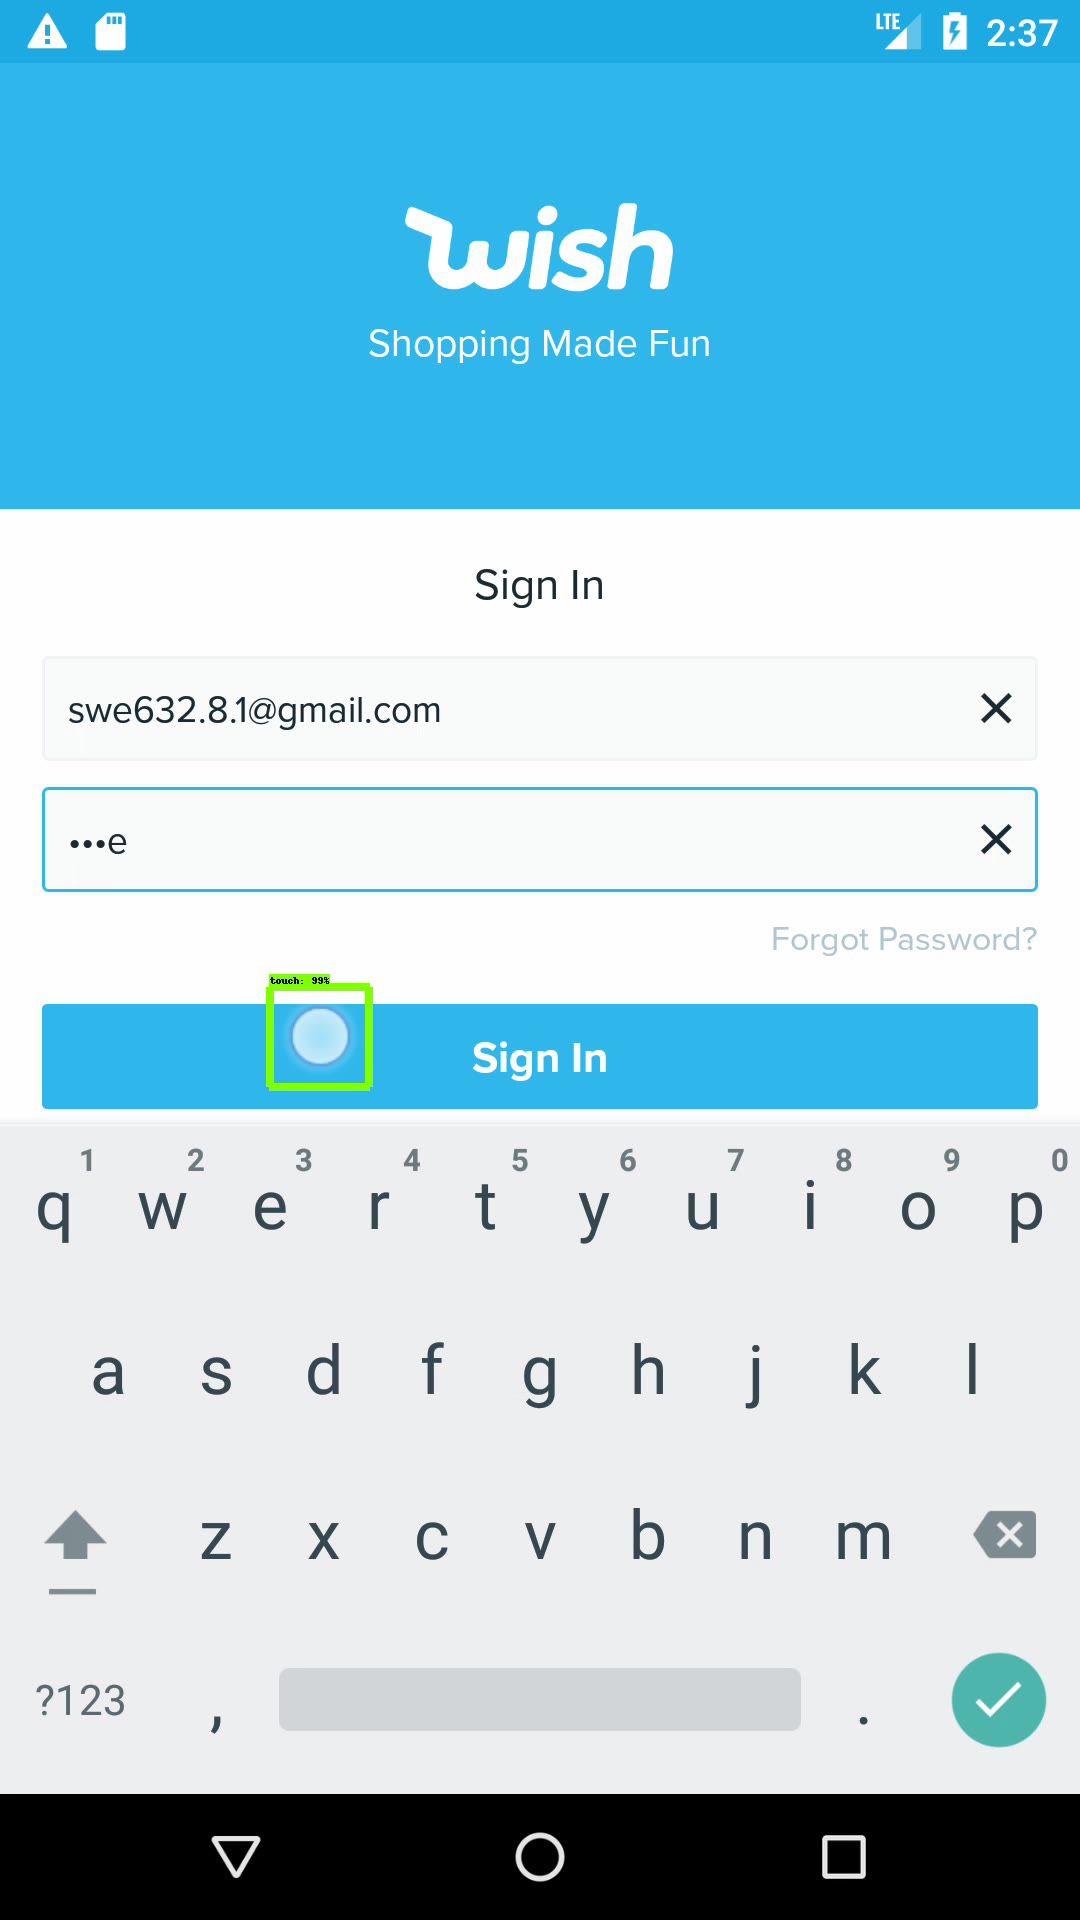 LTE 2:37
wish
Shopping Made Fun
Sign In
swe632.8.1@gmail.com
•••e
Forgot Password?
touch: 99%
Sign In
1 2 3 4 5 6 7 8 9 0
q w e r t y u i o p
a s d f g h j k l
z x c v b n m
?123 , .